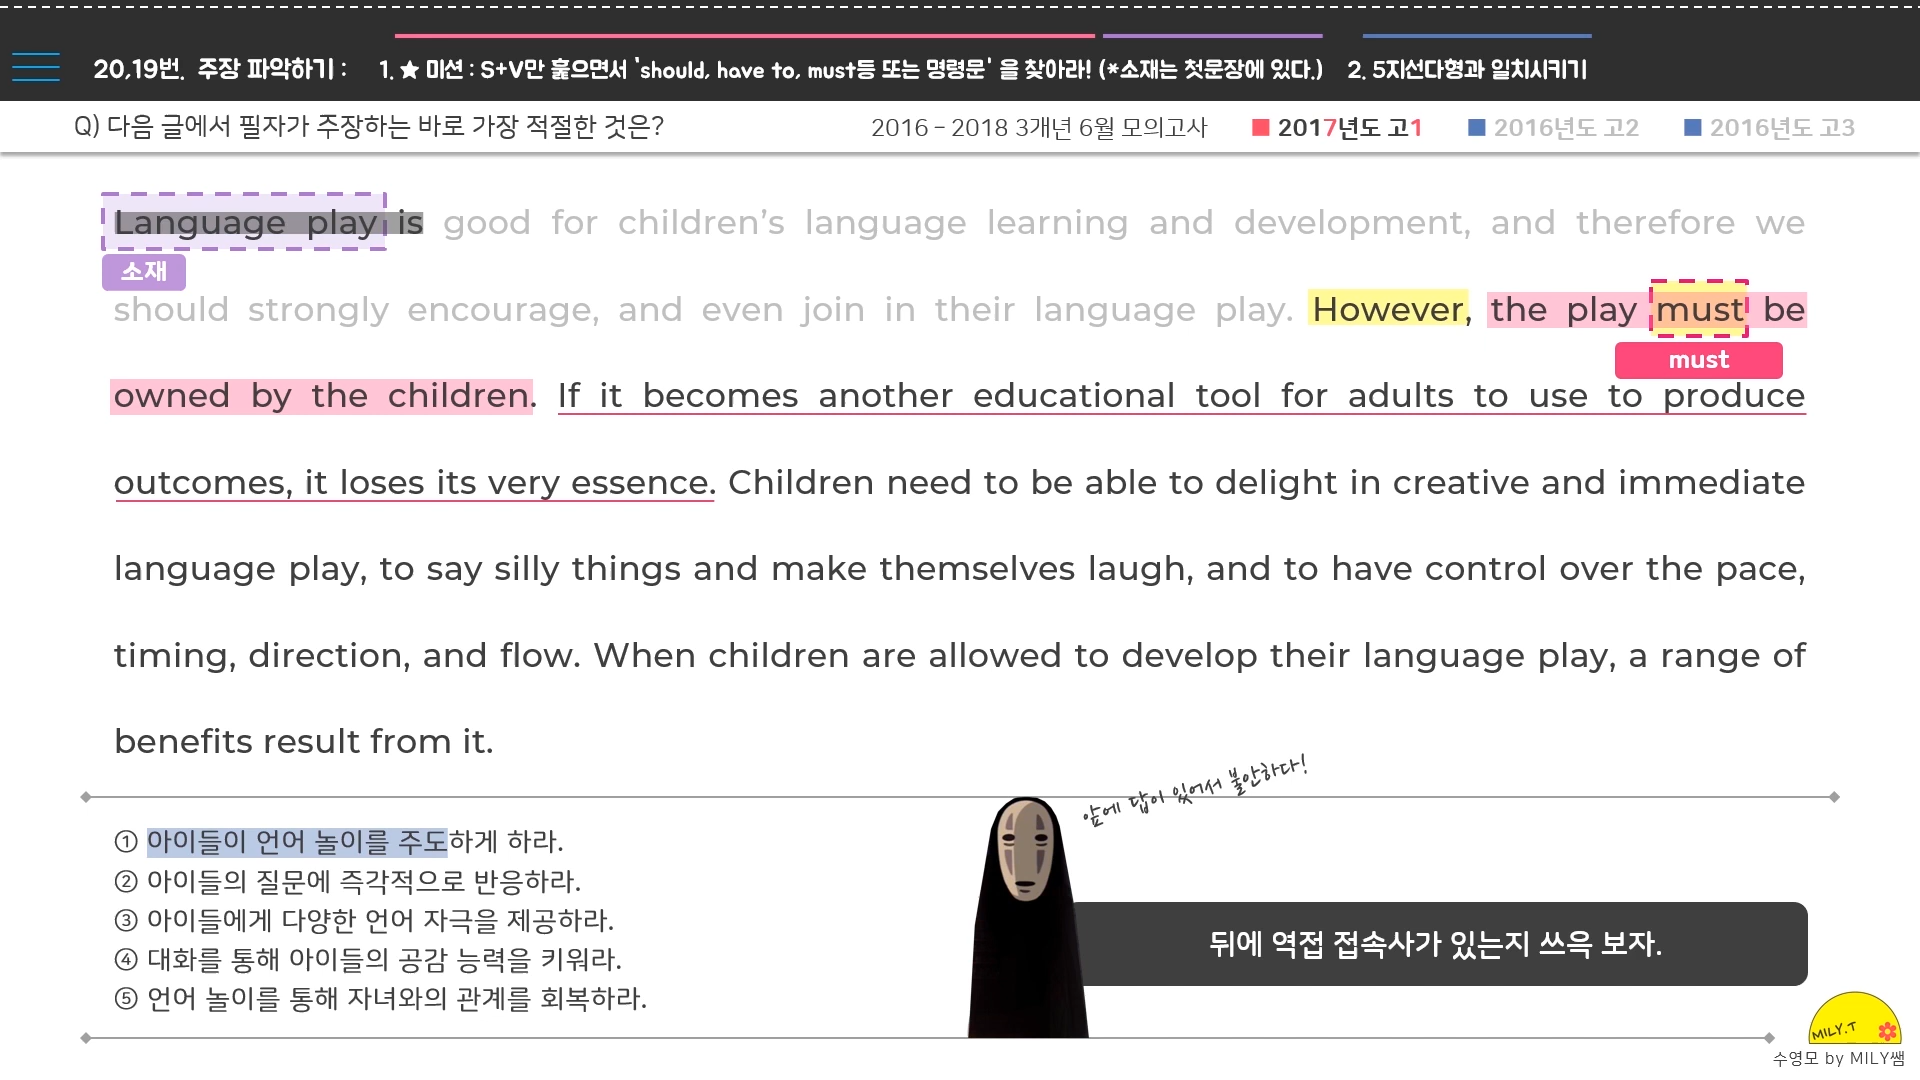 20,19번. 주장 파악하기 : 1. ★ 미션 : S+V만 훑으면서 'should, have to, must등 또는 명령문' 을 찾아라! (*소재는 첫문장에 있다.) 2. 5지선다형과 일치시키기
Q) 다음 글에서 필자가 주장하는 바로 가장 적절한 것은? 2016 – 2018 3개년 6월 모의고사 ■ 2017년도 고1 ■ 2016년도 고2 ■ 2016년도 고3
Language play is good for children's language learning and development, and therefore we
소재
should strongly encourage, and even join in their language play. However, the play must be
must
owned by the children. If it becomes another educational tool for adults to use to produce
outcomes, it loses its very essence. Children need to be able to delight in creative and immediate
language play, to say silly things and make themselves laugh, and to have control over the pace,
timing, direction, and flow. When children are allowed to develop their language play, a range of
benefits result from it.
앞에 답이 있어서 불안하다!
① 아이들이 언어 놀이를 주도하게 하라.
② 아이들의 질문에 즉각적으로 반응하라.
③ 아이들에게 다양한 언어 자극을 제공하라.
④ 대화를 통해 아이들의 공감 능력을 키워라.
⑤ 언어 놀이를 통해 자녀와의 관계를 회복하라.
뒤에 역접 접속사가 있는지 쓰윽 보자.
MILY.T
수영모 by MILY쌤